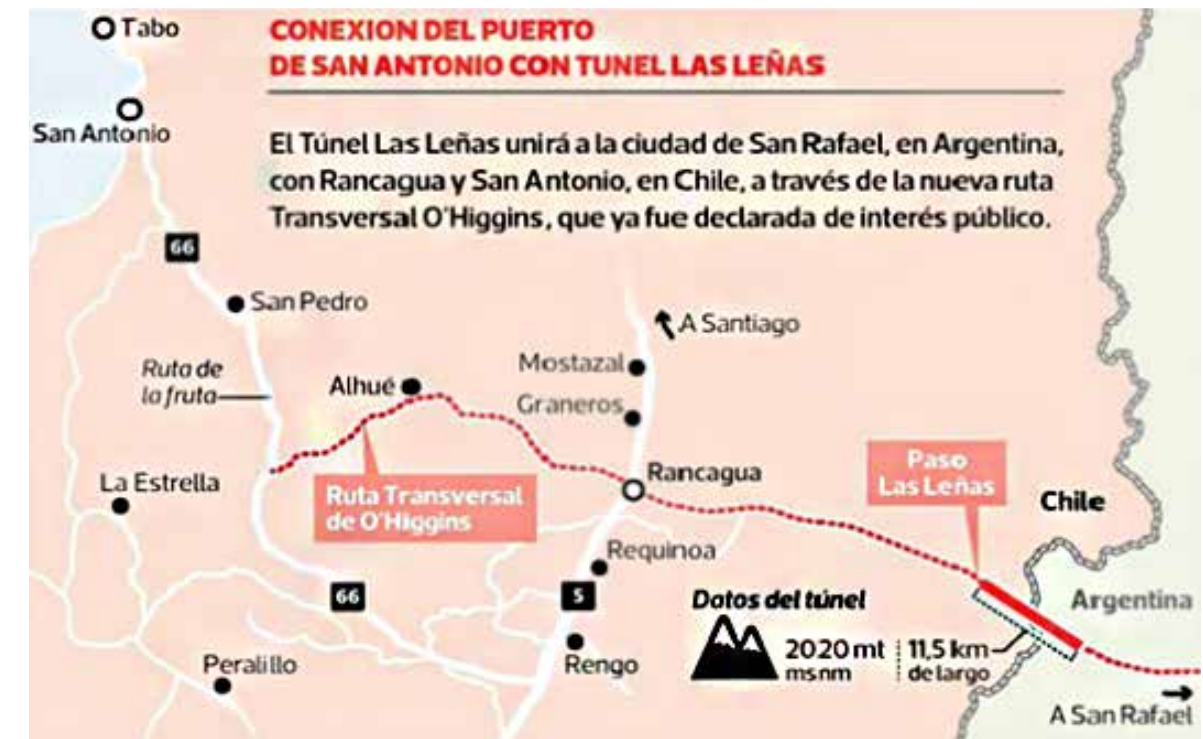 Tabo
CONEXION DEL PUERTO
DE SAN ANTONIO CON TUNEL LAS LEÑAS
San Antonio
El Túnel Las Leñas unirá a la ciudad de San Rafael, en Argentina,
con Rancagua y San Antonio, en Chile, a través de la nueva ruta
Transversal O'Higgins, que ya fue declarada de interés público.
66
San Pedro
A Santiago
Ruta de
la fruta
Mostazal
Alhué
Graneros
Rancagua
Paso
Las Leñas
La Estrella
Ruta Transversal
de O'Higgins
Chile
Requinoa
66
5
Datos del túnel
Argentina
2020 mt
msnm
11,5 km
de largo
Peralillo
Rengo
A San Rafael